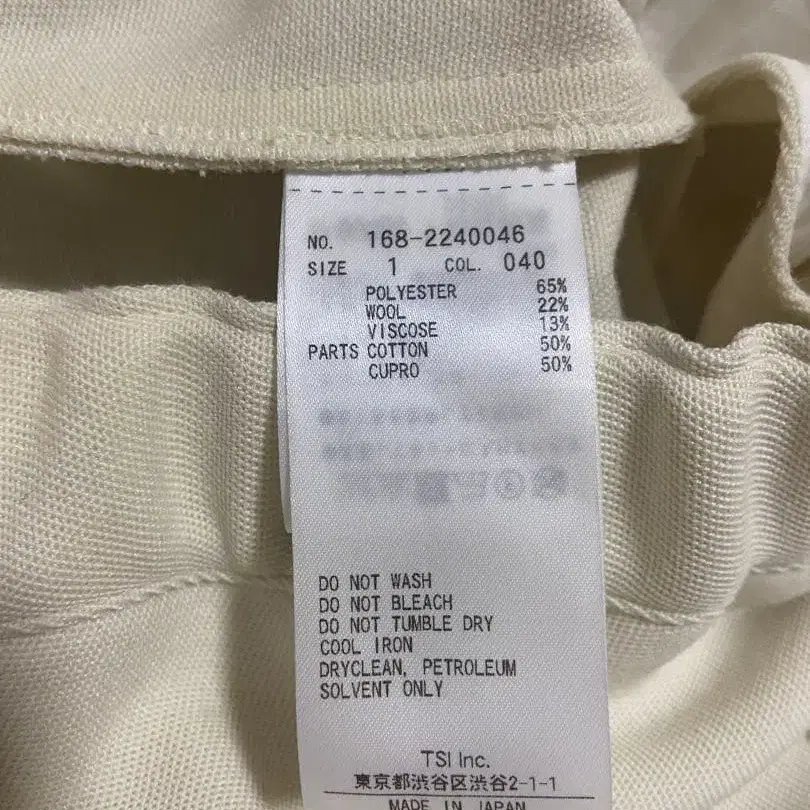 NO. 168-2240046
SIZE 1 COL. 040
POLYESTER 65%
WOOL 22%
VISCOSE 13%
PARTS COTTON 50%
CUPRO 50%
DO NOT WASH
DO NOT BLEACH
DO NOT TUMBLE DRY
COOL IRON
DRYCLEAN, PETROLEUM
SOLVENT ONLY
TSI Inc.
東京都渋谷区渋谷2-1-1
MADE IN JAPAN